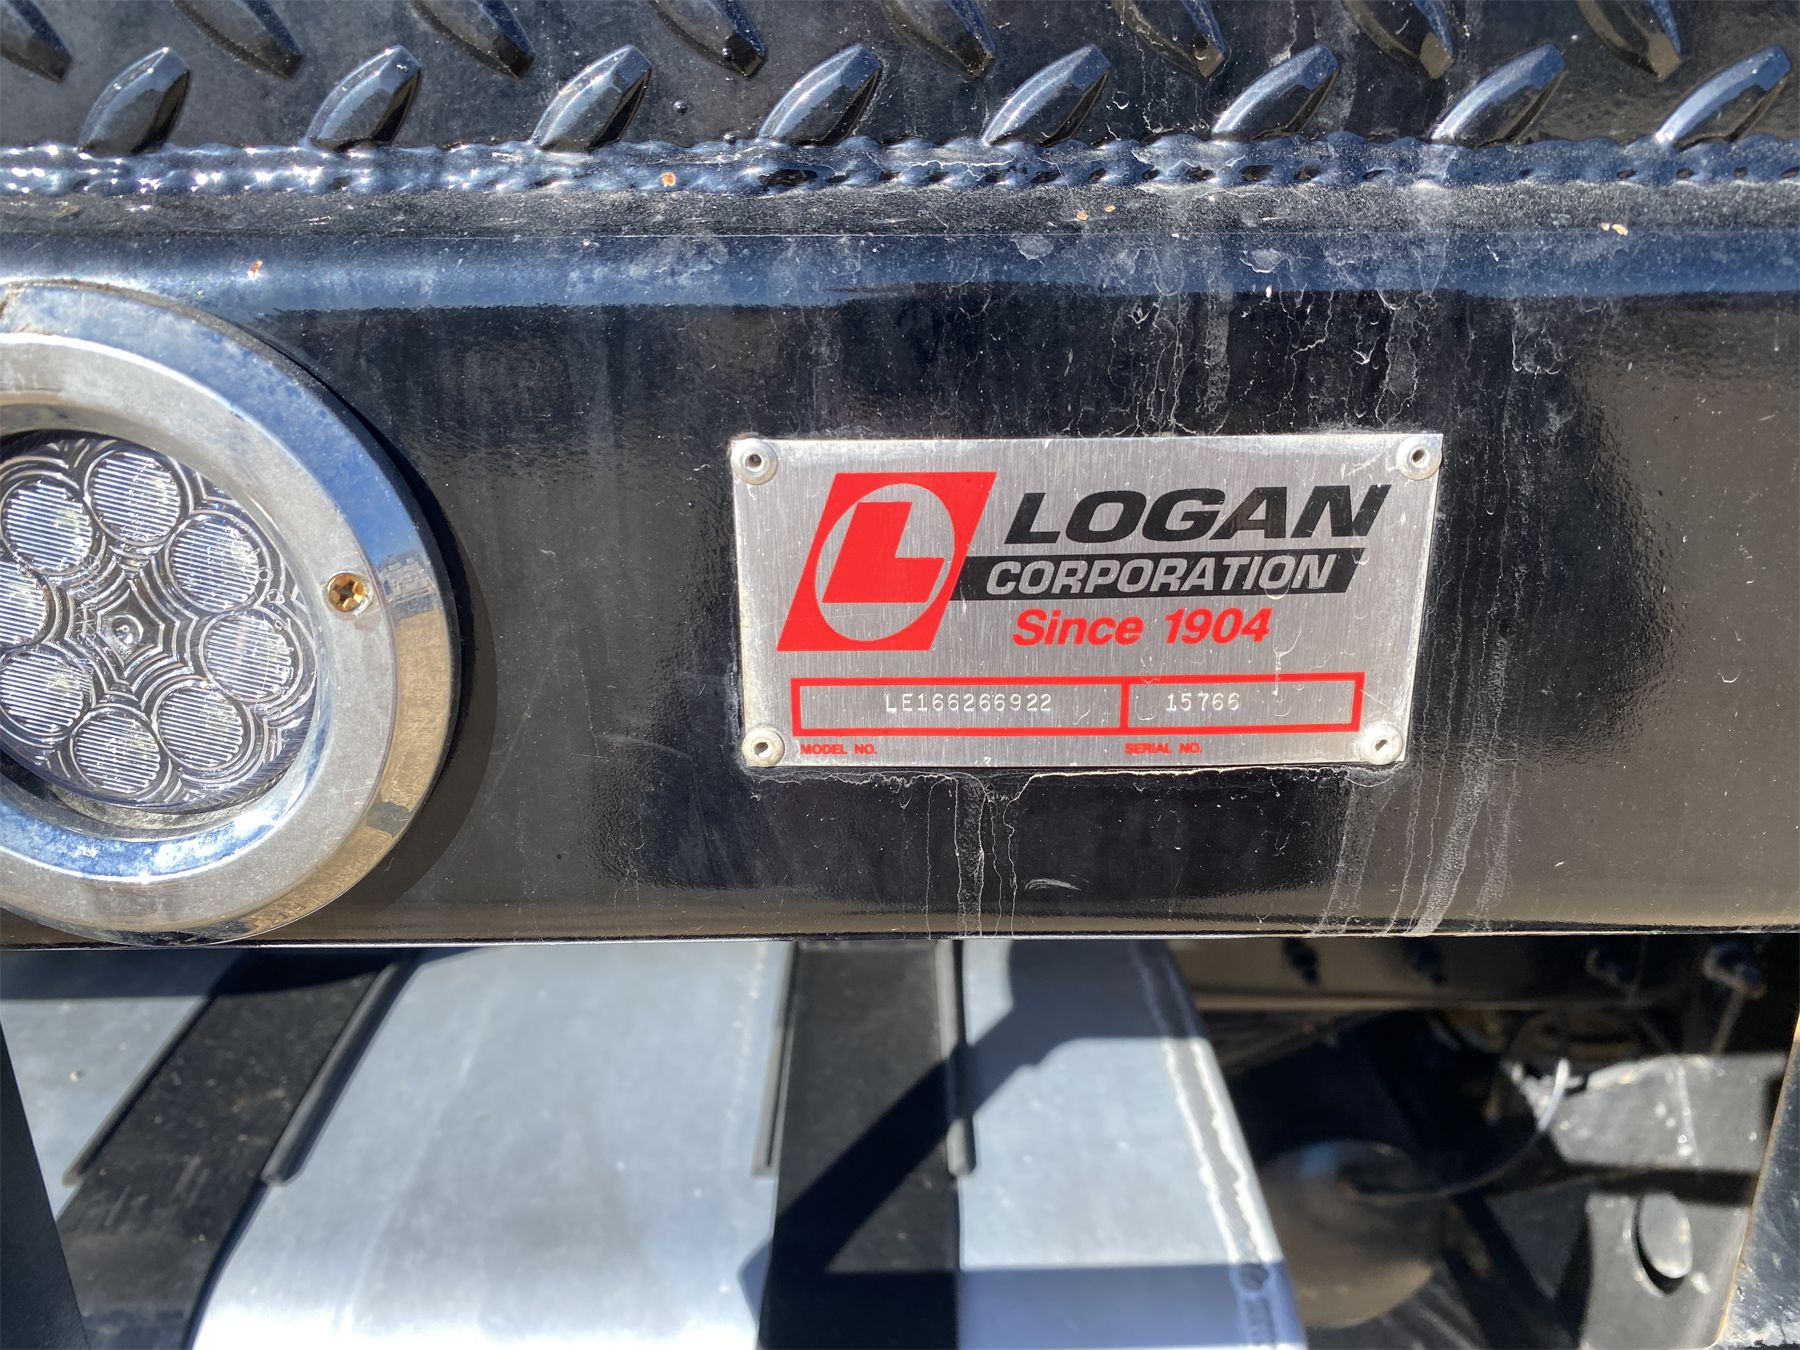 L
LOGAN
CORPORATION
Since 1904
LE166266922 15766
MODEL NO. SERIAL NO.